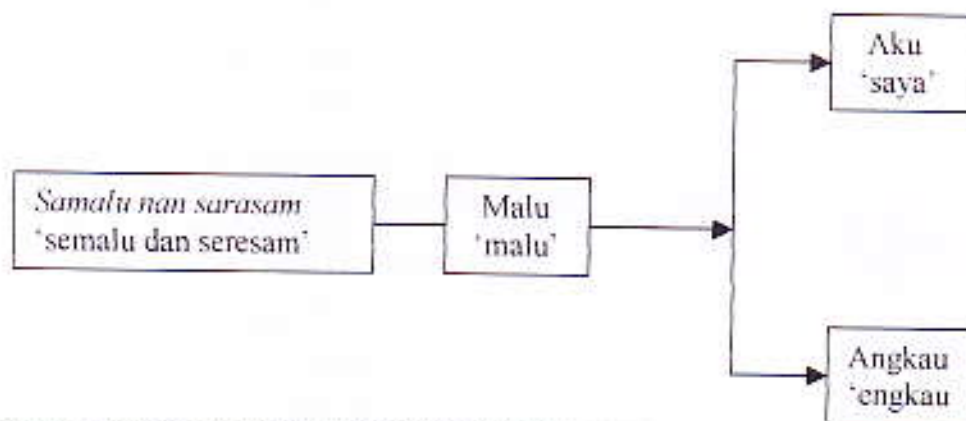 Aku
‘saya’
Samalu nan sarasam
‘semalu dan seresam’
Malu
‘malu’
Angkau
‘engkau